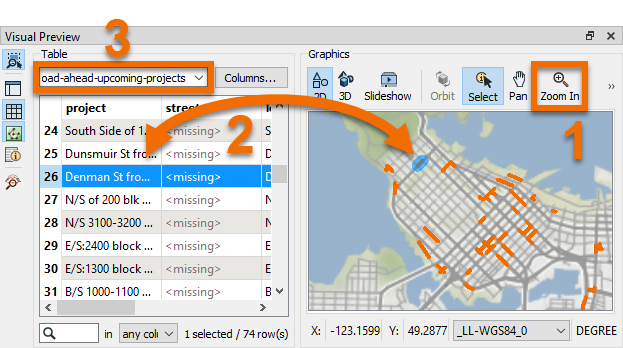 Visual Preview
3
Table
Graphics
oad-ahead-upcoming-projects
Columns...
2D
3D
Slideshow
Orbit
Select
Pan
Zoom In
»
1
project
24 South Side of 1... <missing> S
25 Dunsmuir St fro... <missing> D
2
26 Denman St fro... <missing> D
27 N/S of 200 blk ... <missing> N
28 N/S 3100-3200 ... <missing> N
29 E/S:2400 block ... <missing> E
30 E/S:1300 block ... <missing> E
31 B/S 1000-1100 ... <missing> B
in any colu 1 selected / 74 row(s)
X: -123.1599 Y: 49.2877 _LL-WGS84_0 DEGREE